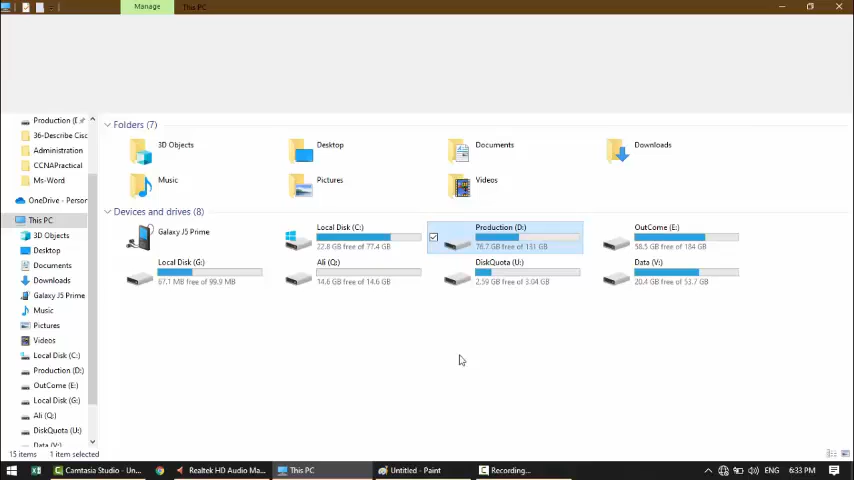 Manage
This PC
Folders (7)
3D Objects
Desktop
Documents
Downloads
Music
Pictures
Videos
Devices and drives (8)
Galaxy J5 Prime
Local Disk (C:)
22.8 GB free of 77.4 GB
Production (D:)
78.7 GB free of 131 GB
OutCome (E:)
58.5 GB free of 184 GB
Local Disk (G:)
67.1 MB free of 99.9 MB
Ali (Q:)
14.6 GB free of 14.6 GB
DiskQuota (U:)
2.59 GB free of 3.04 GB
Data (V:)
20.4 GB free of 53.7 GB
Production (
36-Describe Cisc
Administration
CCNAPractical
Ms-Word
OneDrive - Person
This PC
3D Objects
Desktop
Documents
Downloads
Galaxy J5 Prime
Music
Pictures
Videos
Local Disk (C:)
Production (D:)
OutCome (E:)
Local Disk (G:)
Ali (Q:)
DiskQuota (U:)
Data (V:)
15 items
1 item selected
Camtasia Studio - Un...
Realtek HD Audio Ma...
This PC
Untitled - Paint
Recording...
ENG
6:33 PM